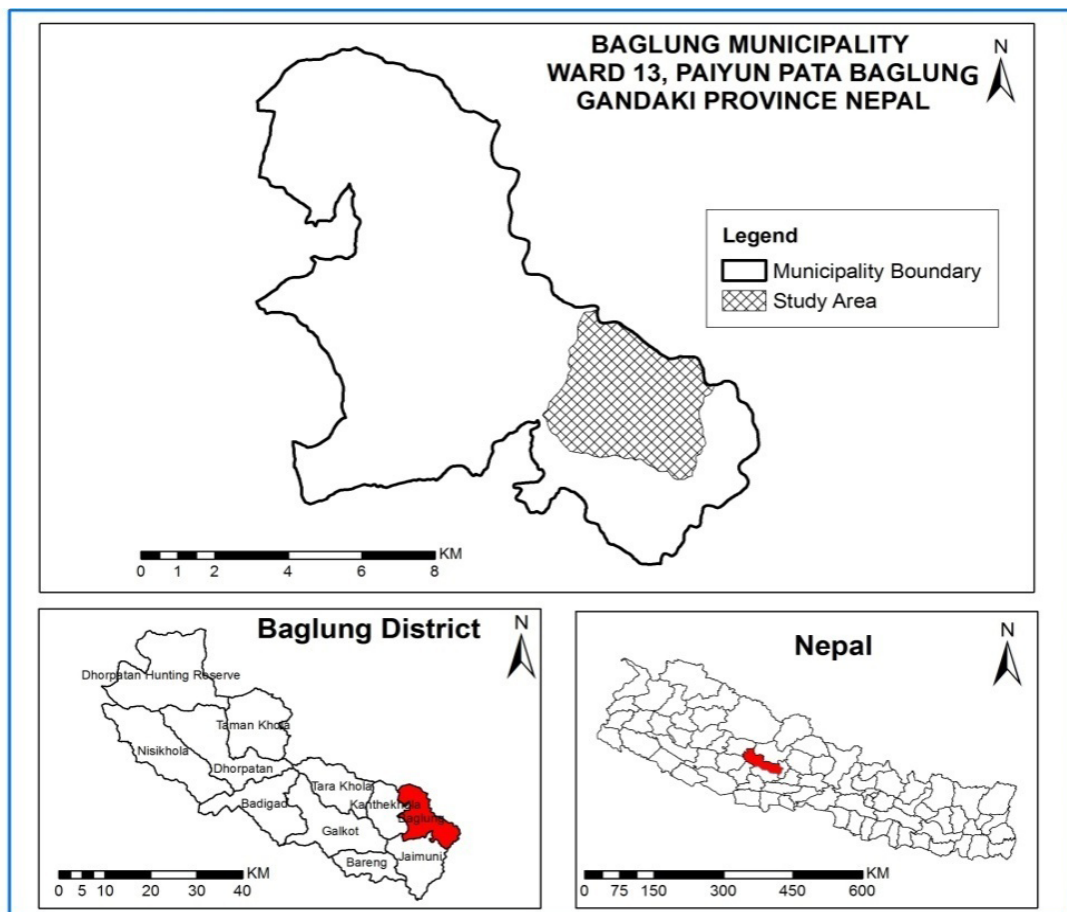 BAGLUNG MUNICIPALITY
WARD 13, PAIYUN PATA BAGLUNG
GANDAKI PROVINCE NEPAL
N
Legend
Municipality Boundary
Study Area
KM
0 1 2 4 6 8
Baglung District
N
Dhorpatan Hunting Reserve
Taman Khola
Nisikhola
Dhorpatan
Tara Khola
Kanthekhola
Badigad
Baglung
Galkot
Jaimuni
Bareng
KM
0 5 10 20 30 40
Nepal
N
KM
0 75 150 300 450 600